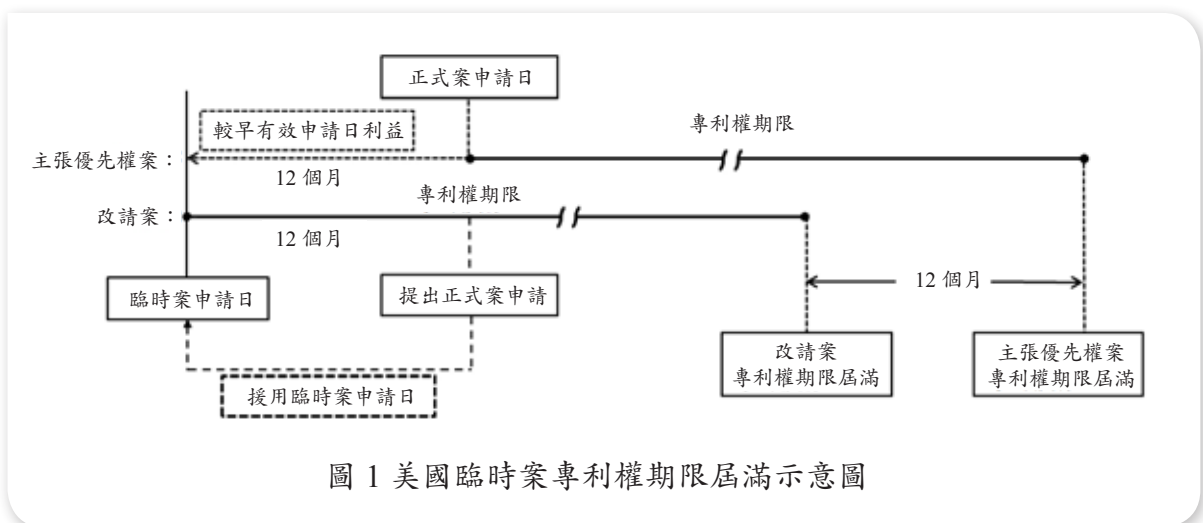 正式案申請日
較早有效申請日利益
專利權期限
主張優先權案：
12 個月
專利權期限
改請案：
12 個月
臨時案申請日
提出正式案申請
12 個月
改請案
專利權期限屆滿
主張優先權案
專利權期限屆滿
援用臨時案申請日
圖 1 美國臨時案專利權期限屆滿示意圖